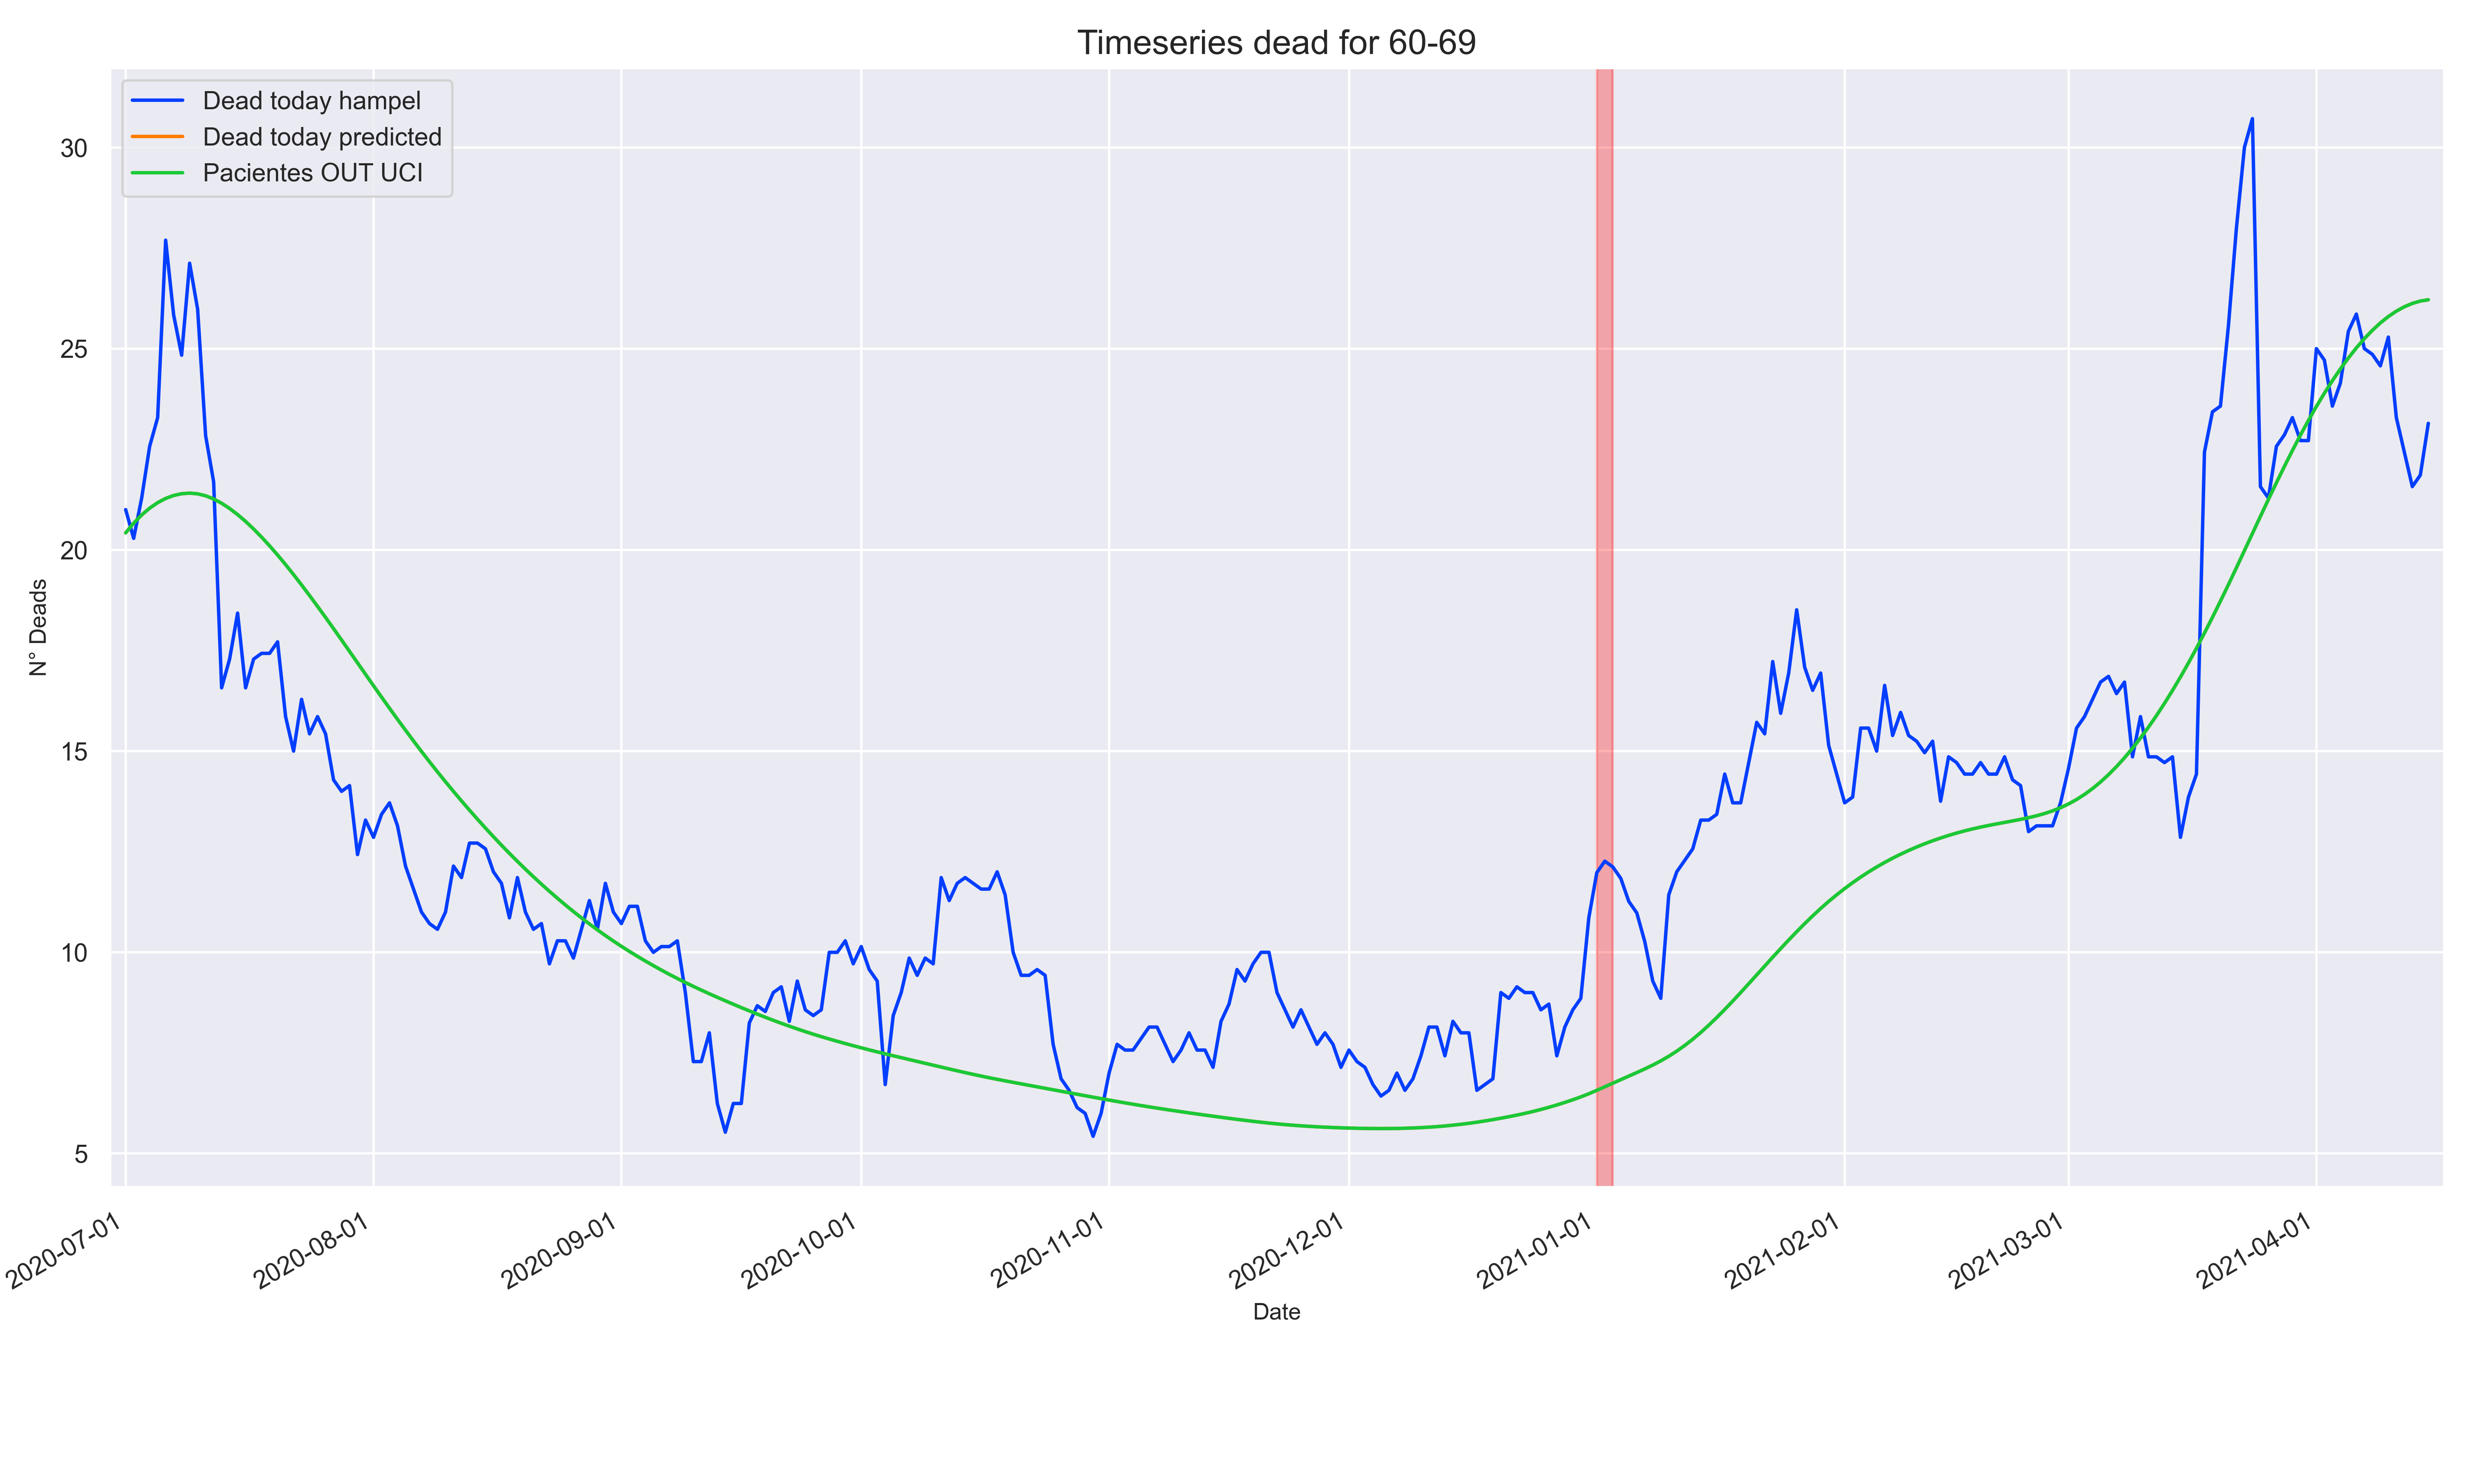 Timeseries dead for 60-69
Dead today hampel
Dead today predicted
Pacientes OUT UCI
30
25
20
15
10
5
N° Deads
2020-07-01
2020-08-01
2020-09-01
2020-10-01
2020-11-01
2020-12-01
2021-01-01
2021-02-01
2021-03-01
2021-04-01
Date